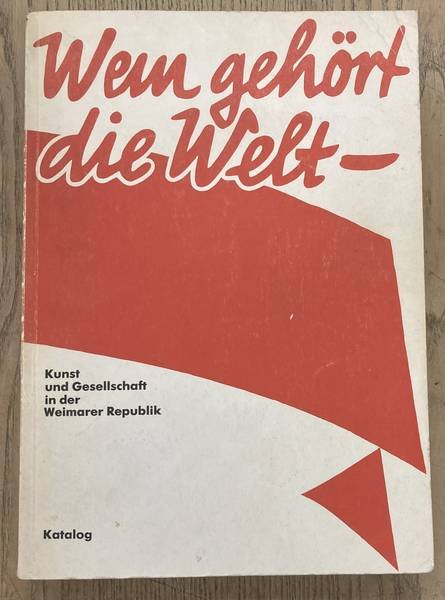 Wem gehört
die Welt –
Kunst
und Gesellschaft
in der
Weimarer Republik
Katalog